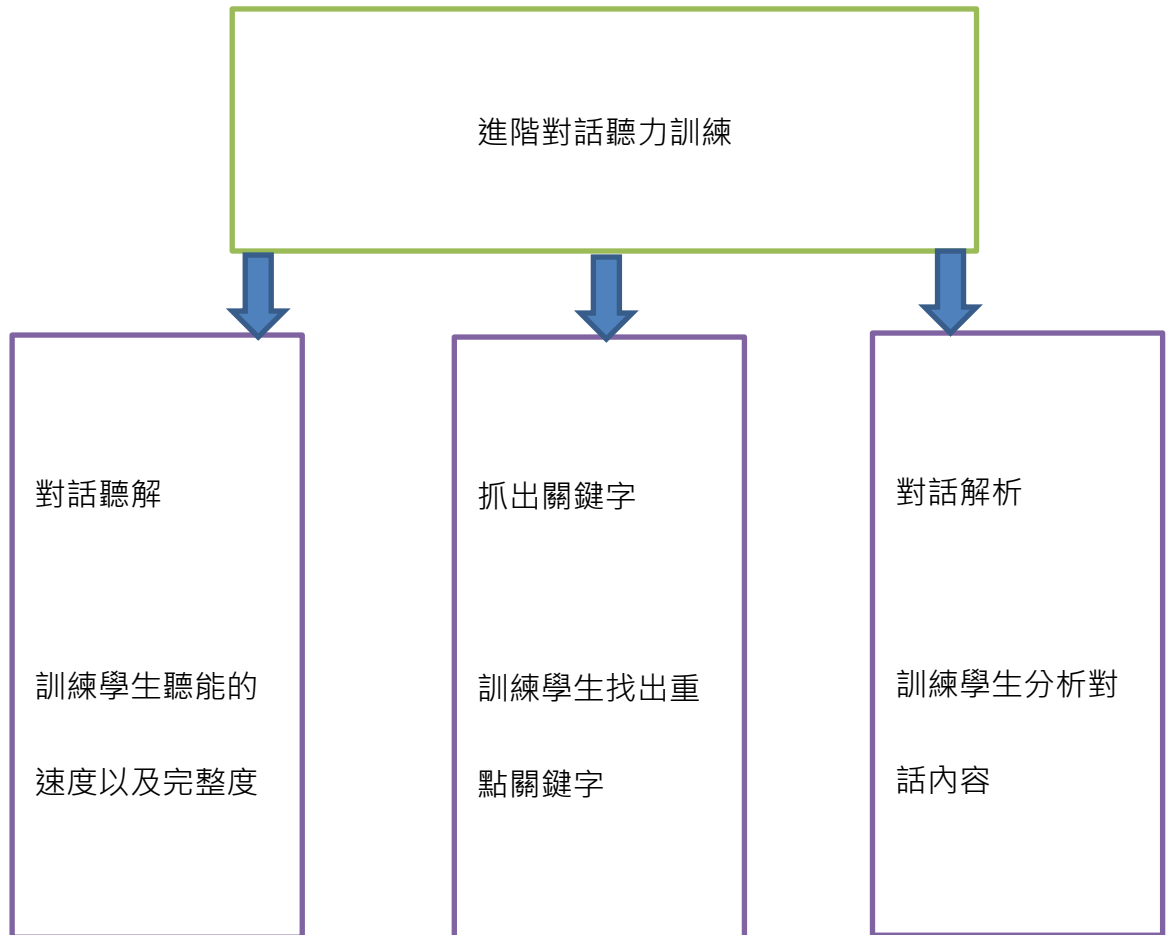 進階對話聽力訓練
對話聽解
訓練學生聽能的
速度以及完整度
抓出關鍵字
訓練學生找出重
點關鍵字
對話解析
訓練學生分析對
話內容